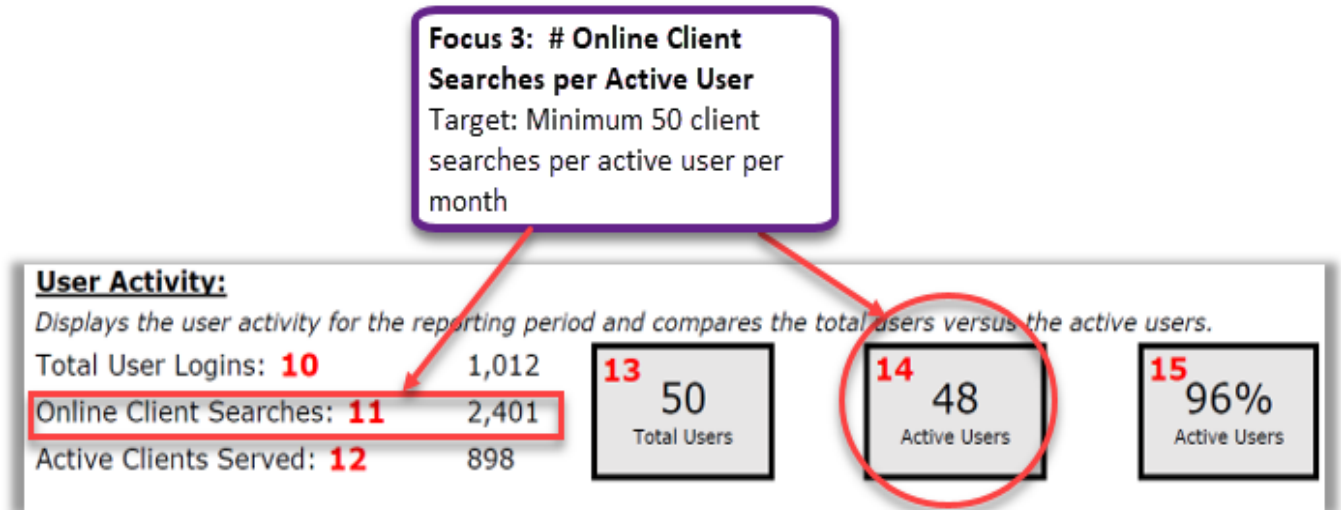 Focus 3:  # Online Client
Searches per Active User
Target: Minimum 50 client
searches per active user per
month
User Activity:
Displays the user activity for the reporting period and compares the total users versus the active users.
Total User Logins: 10 1,012
Online Client Searches: 11 2,401
Active Clients Served: 12 898
13
50
Total Users
14
48
Active Users
15
96%
Active Users